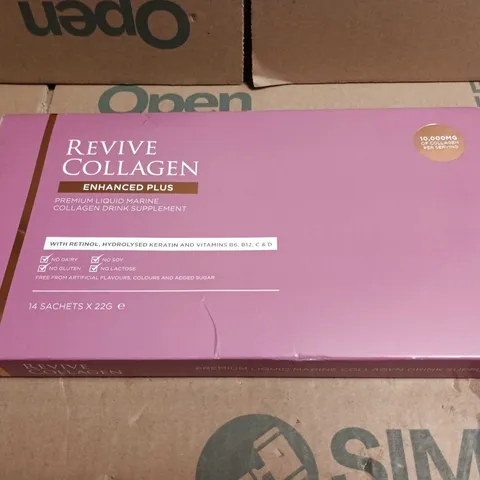 Open
Open
REVIVE
COLLAGEN
ENHANCED PLUS
PREMIUM LIQUID MARINE
COLLAGEN DRINK SUPPLEMENT
10,000MG
OF COLLAGEN
PER SERVING
WITH RETINOL, HYDROLYSED KERATIN AND VITAMINS B6, B12, C & D
NO DAIRY NO SOY
NO GLUTEN NO LACTOSE
FREE FROM ARTIFICIAL FLAVOURS, COLOURS AND ADDED SUGAR
14 SACHETS X 22G ℮
REVIVE
COLLAGEN
PREMIUM LIQUID MARINE COLLAGEN DRINK
SIM